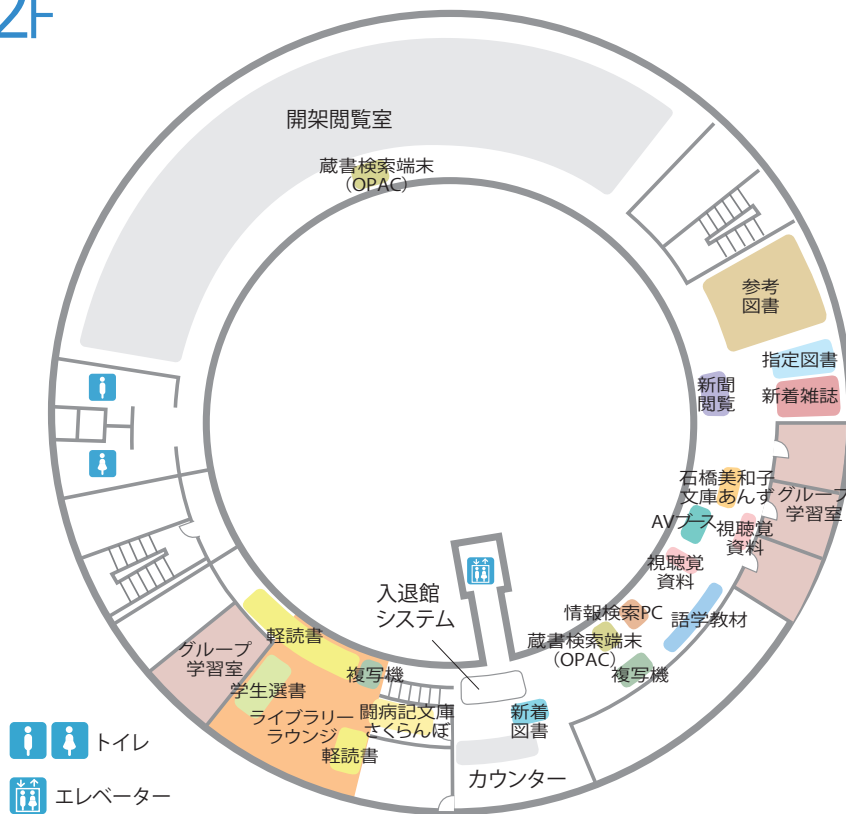 2F
開架閲覧室
蔵書検索端末
(OPAC)
参考
図書
指定図書
新聞
閲覧
新着雑誌
石橋美和子
文庫あんず
グループ
学習室
AVブース
視聴覚
資料
視聴覚
資料
入退館
システム
情報検索PC
語学教材
蔵書検索端末
(OPAC)
複写機
軽読書
グループ
学習室
複写機
学生選書
ライブラリー
ラウンジ
闘病記文庫
さくらんぼ
新着
図書
軽読書
カウンター
トイレ
エレベーター